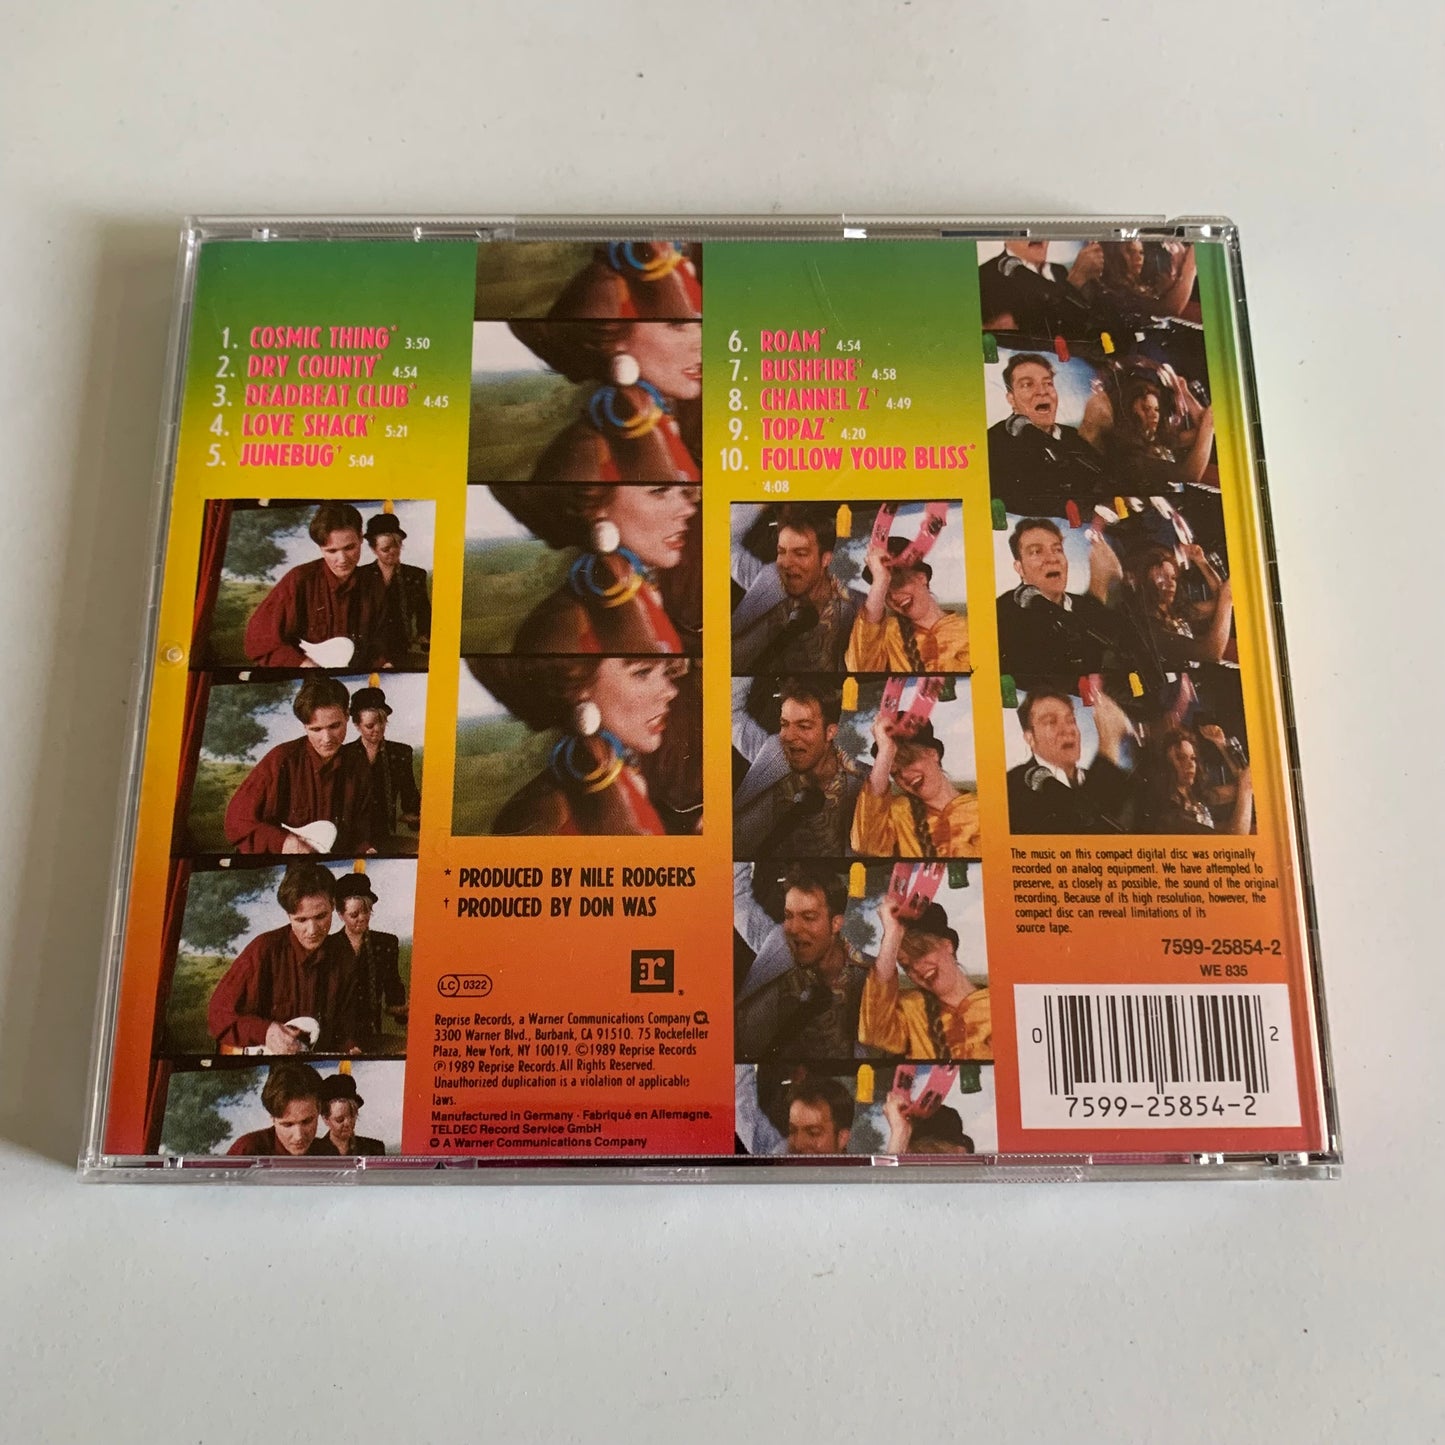 1. COSMIC THING* 3:50
2. DRY COUNTY* 4:54
3. DEADBEAT CLUB* 4:45
4. LOVE SHACK† 5:21
5. JUNEBUG† 5:04
6. ROAM* 4:54
7. BUSHFIRE† 4:58
8. CHANNEL Z† 4:49
9. TOPAZ* 4:20
10. FOLLOW YOUR BLISS*
4:08
* PRODUCED BY NILE RODGERS
† PRODUCED BY DON WAS
LC 0322
r®
Reprise Records, a Warner Communications Company
3300 Warner Blvd., Burbank, CA 91510. 75 Rockefeller
Plaza, New York, NY 10019. ©1989 Reprise Records
℗1989 Reprise Records. All Rights Reserved.
Unauthorized duplication is a violation of applicable
laws.
Manufactured in Germany · Fabriqué en Allemagne.
TELDEC Record Service GmbH
A Warner Communications Company
The music on this compact digital disc was originally
recorded on analog equipment. We have attempted to
preserve, as closely as possible, the sound of the original
recording. Because of its high resolution, however, the
compact disc can reveal limitations of its
source tape.
7599-25854-2
WE 835
0 2
7599-25854-2